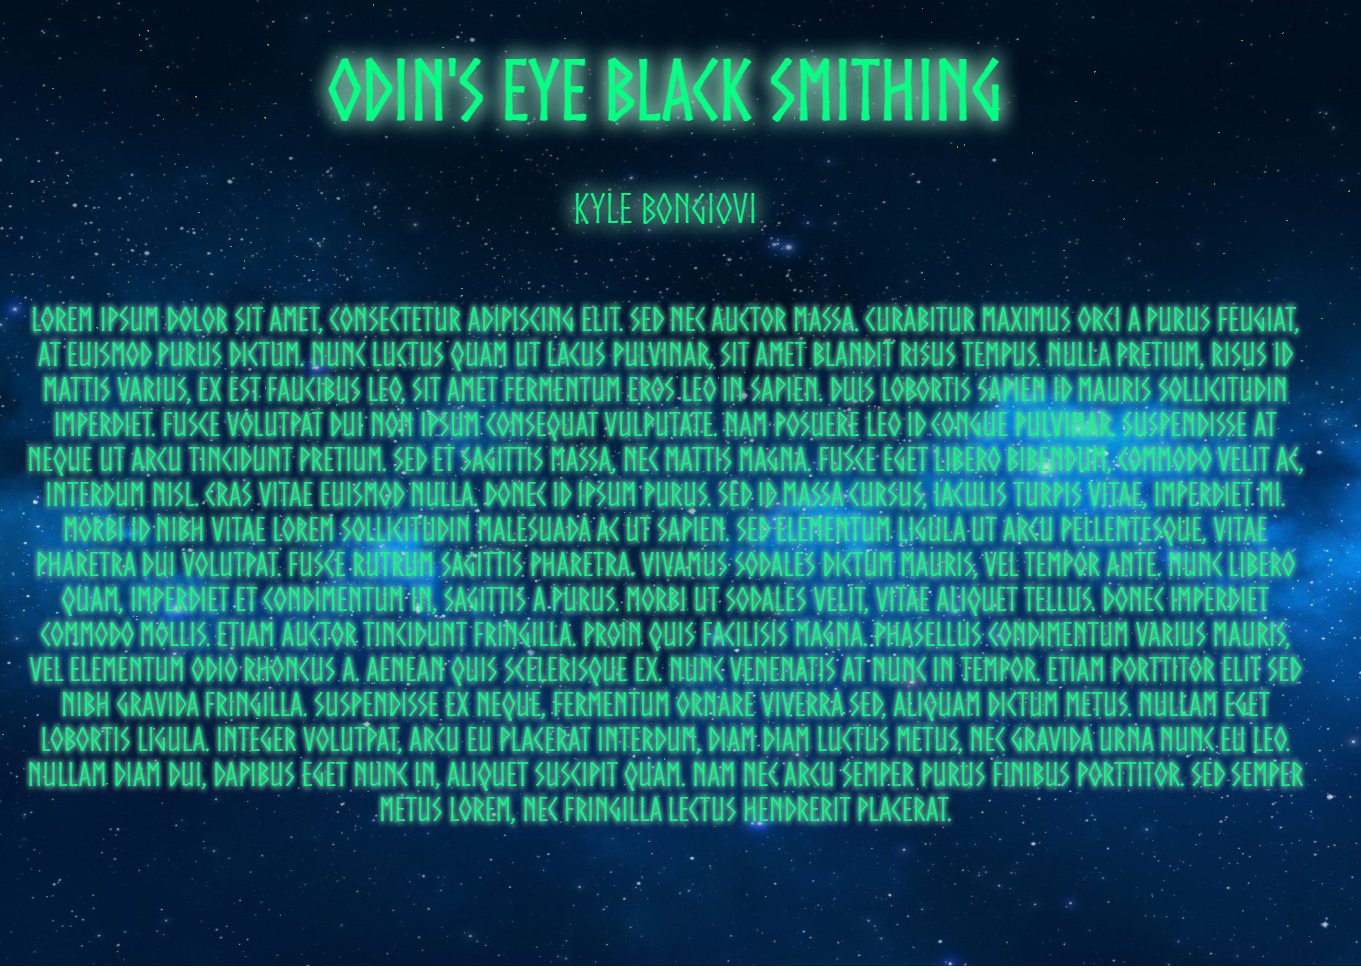 ODIN'S EYE BLACK SMITHING
KYLE BONGIOVI
LOREM IPSUM DOLOR SIT AMET, CONSECTETUR ADIPISCING ELIT. SED NEC AUCTOR MASSA. CURABITUR MAXIMUS ORCI A PURUS FEUGIAT,
AT EUISMOD PURUS DICTUM. NUNC LUCTUS QUAM UT LACUS PULVINAR, SIT AMET BLANDIT RISUS TEMPUS. NULLA PRETIUM, RISUS ID
MATTIS VARIUS, EX EST FAUCIBUS LEO, SIT AMET FERMENTUM EROS LEO IN SAPIEN. DUIS LOBORTIS SAPIEN ID MAURIS SOLLICITUDIN
IMPERDIET. FUSCE VOLUTPAT DUI NON IPSUM CONSEQUAT VULPUTATE. NAM POSUERE LEO ID CONGUE PULVINAR. SUSPENDISSE AT
NEQUE UT ARCU TINCIDUNT PRETIUM. SED ET SAGITTIS MASSA, NEC MATTIS MAGNA. FUSCE EGET LIBERO BIBENDUM, COMMODO VELIT AC,
INTERDUM NISL. CRAS VITAE EUISMOD NULLA. DONEC ID IPSUM PURUS. SED ID MASSA CURSUS, IACULIS TURPIS VITAE, IMPERDIET MI.
MORBI ID NIBH VITAE LOREM SOLLICITUDIN MALESUADA AC UT SAPIEN. SED ELEMENTUM LIGULA UT ARCU PELLENTESQUE, VITAE
PHARETRA DUI VOLUTPAT. FUSCE RUTRUM SAGITTIS PHARETRA. VIVAMUS SODALES DICTUM MAURIS, VEL TEMPOR ANTE. NUNC LIBERO
QUAM, IMPERDIET ET CONDIMENTUM IN, SAGITTIS A PURUS. MORBI UT SODALES VELIT, VITAE ALIQUET TELLUS. DONEC IMPERDIET
COMMODO MOLLIS. ETIAM AUCTOR TINCIDUNT FRINGILLA. PROIN QUIS FACILISIS MAGNA. PHASELLUS CONDIMENTUM VARIUS MAURIS,
VEL ELEMENTUM ODIO RHONCUS A. AENEAN QUIS SCELERISQUE EX. NUNC VENENATIS AT NUNC IN TEMPOR. ETIAM PORTTITOR ELIT SED
NIBH GRAVIDA FRINGILLA. SUSPENDISSE EX NEQUE, FERMENTUM ORNARE VIVERRA SED, ALIQUAM DICTUM METUS. NULLAM EGET
LOBORTIS LIGULA. INTEGER VOLUTPAT, ARCU EU PLACERAT INTERDUM, DIAM DIAM LUCTUS METUS, NEC GRAVIDA URNA NUNC EU LEO.
NULLAM DIAM DUI, DAPIBUS EGET NUNC IN, ALIQUET SUSCIPIT QUAM. NAM NEC ARCU SEMPER PURUS FINIBUS PORTTITOR. SED SEMPER
METUS LOREM, NEC FRINGILLA LECTUS HENDRERIT PLACERAT.